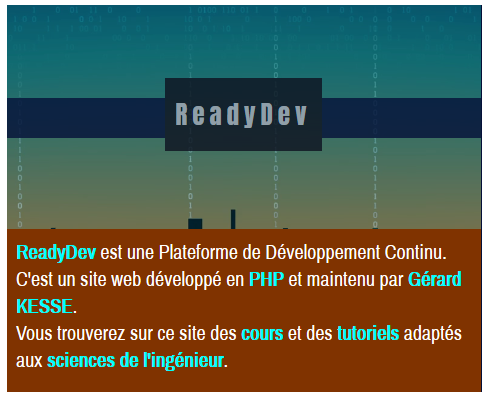 ReadyDev
ReadyDev est une Plateforme de Développement Continu.
C'est un site web développé en PHP et maintenu par Gérard
KESSE.
Vous trouverez sur ce site des cours et des tutoriels adaptés
aux sciences de l'ingénieur.